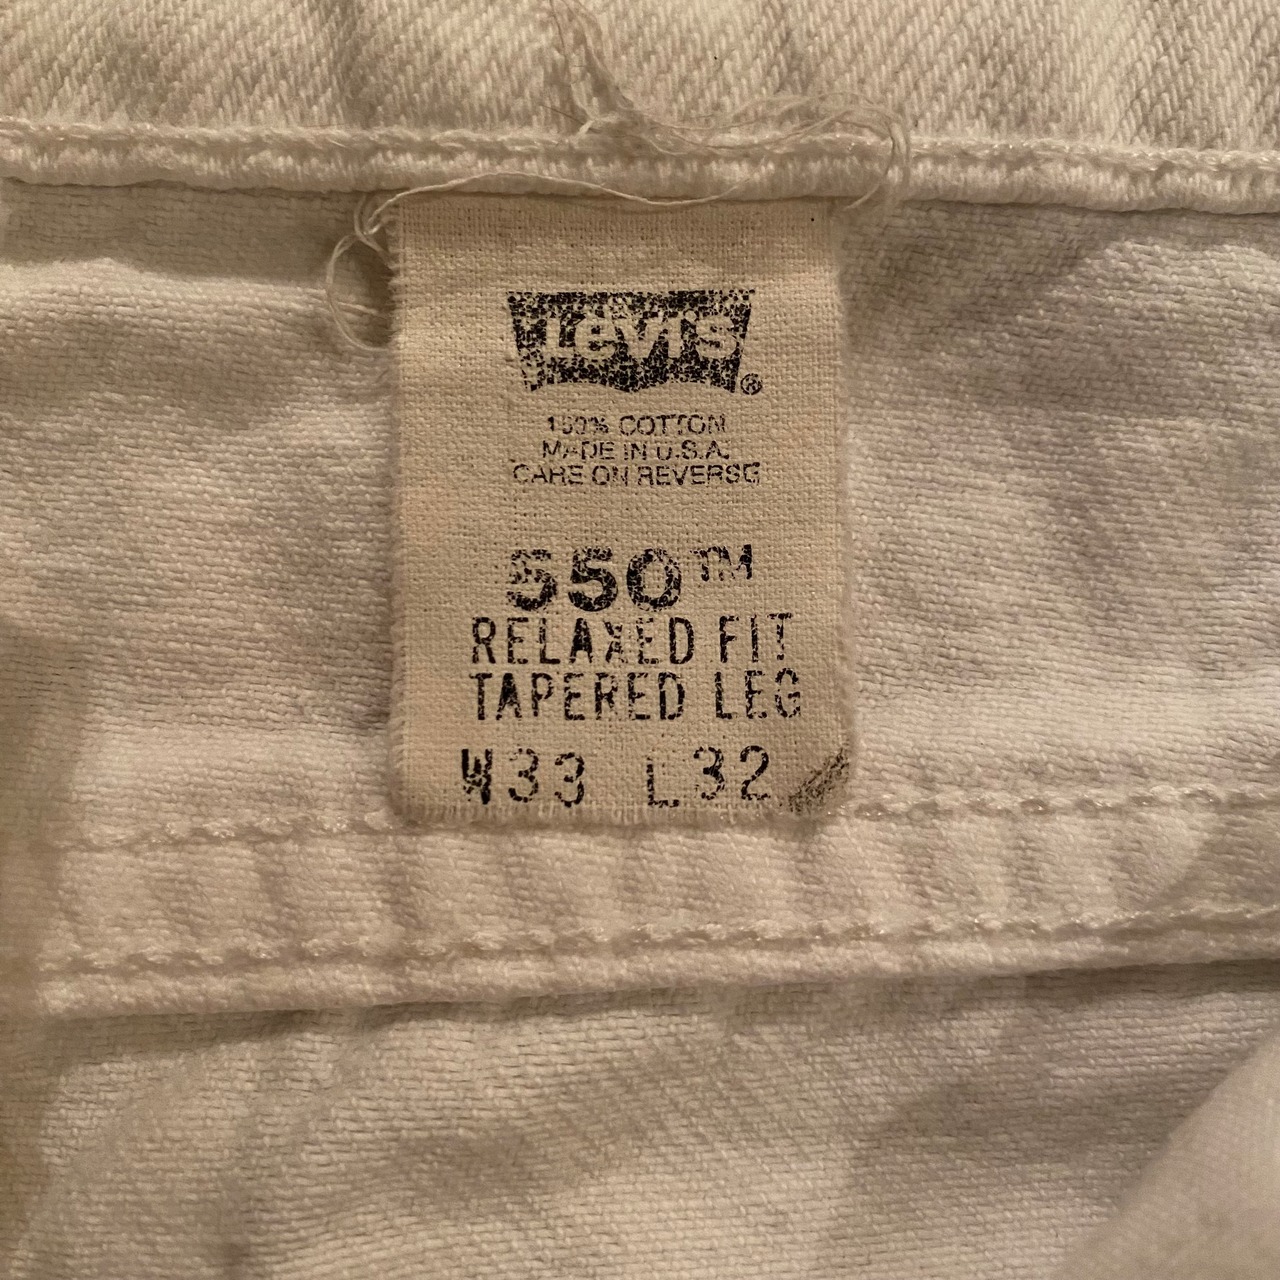 Levi's®
100% COTTON
MADE IN U.S.A.
CARE ON REVERSE
550™
RELAXED FIT
TAPERED LEG
W33 L32